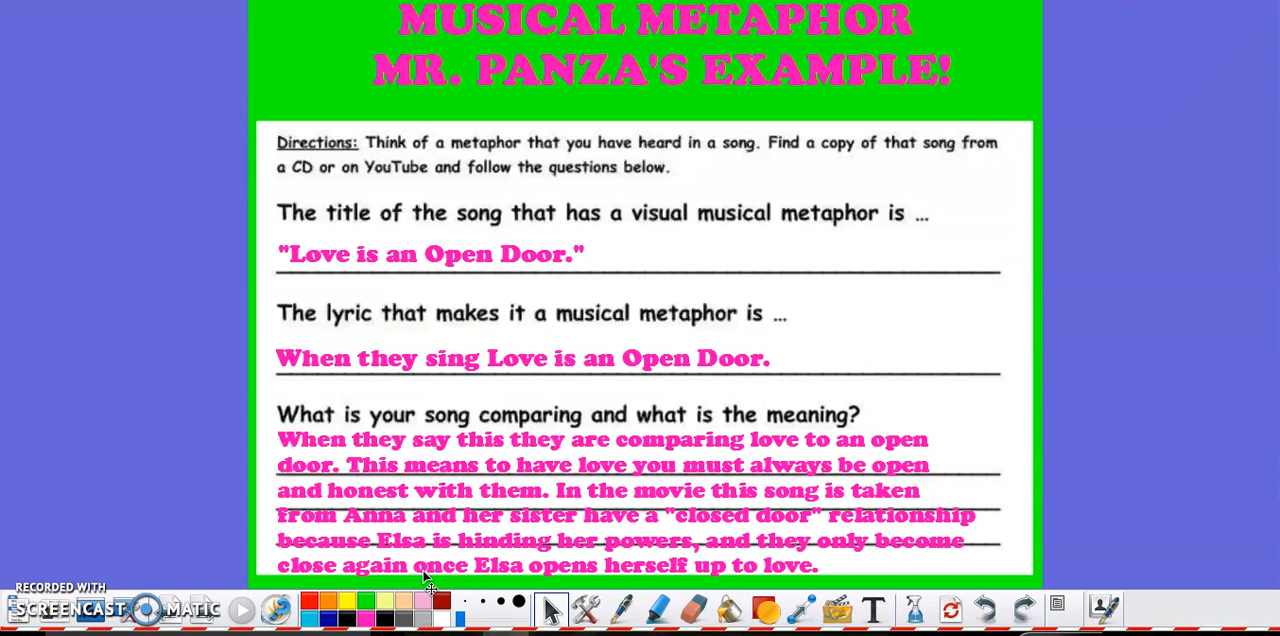 MUSICAL METAPHOR
MR. PANZA'S EXAMPLE!
Directions: Think of a metaphor that you have heard in a song. Find a copy of that song from
a CD or on YouTube and follow the questions below.
The title of the song that has a visual musical metaphor is ...
"Love is an Open Door."
The lyric that makes it a musical metaphor is ...
When they sing Love is an Open Door.
What is your song comparing and what is the meaning?
When they say this they are comparing love to an open
door. This means to have love you must always be open
and honest with them. In the movie this song is taken
from Anna and her sister have a "closed door" relationship
because Elsa is hinding her powers, and they only become
close again once Elsa opens herself up to love.
RECORDED WITH
SCREENCAST MATIC
T